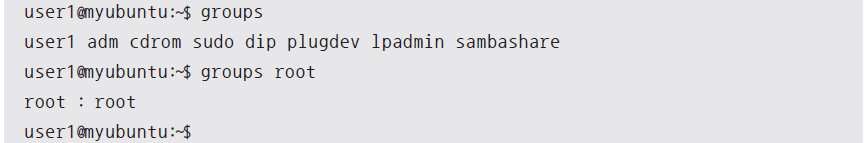 user1@myubuntu:~$ groups
user1 adm cdrom sudo dip plugdev lpadmin sambashare
user1@myubuntu:~$ groups root
root : root
user1@myubuntu:~$